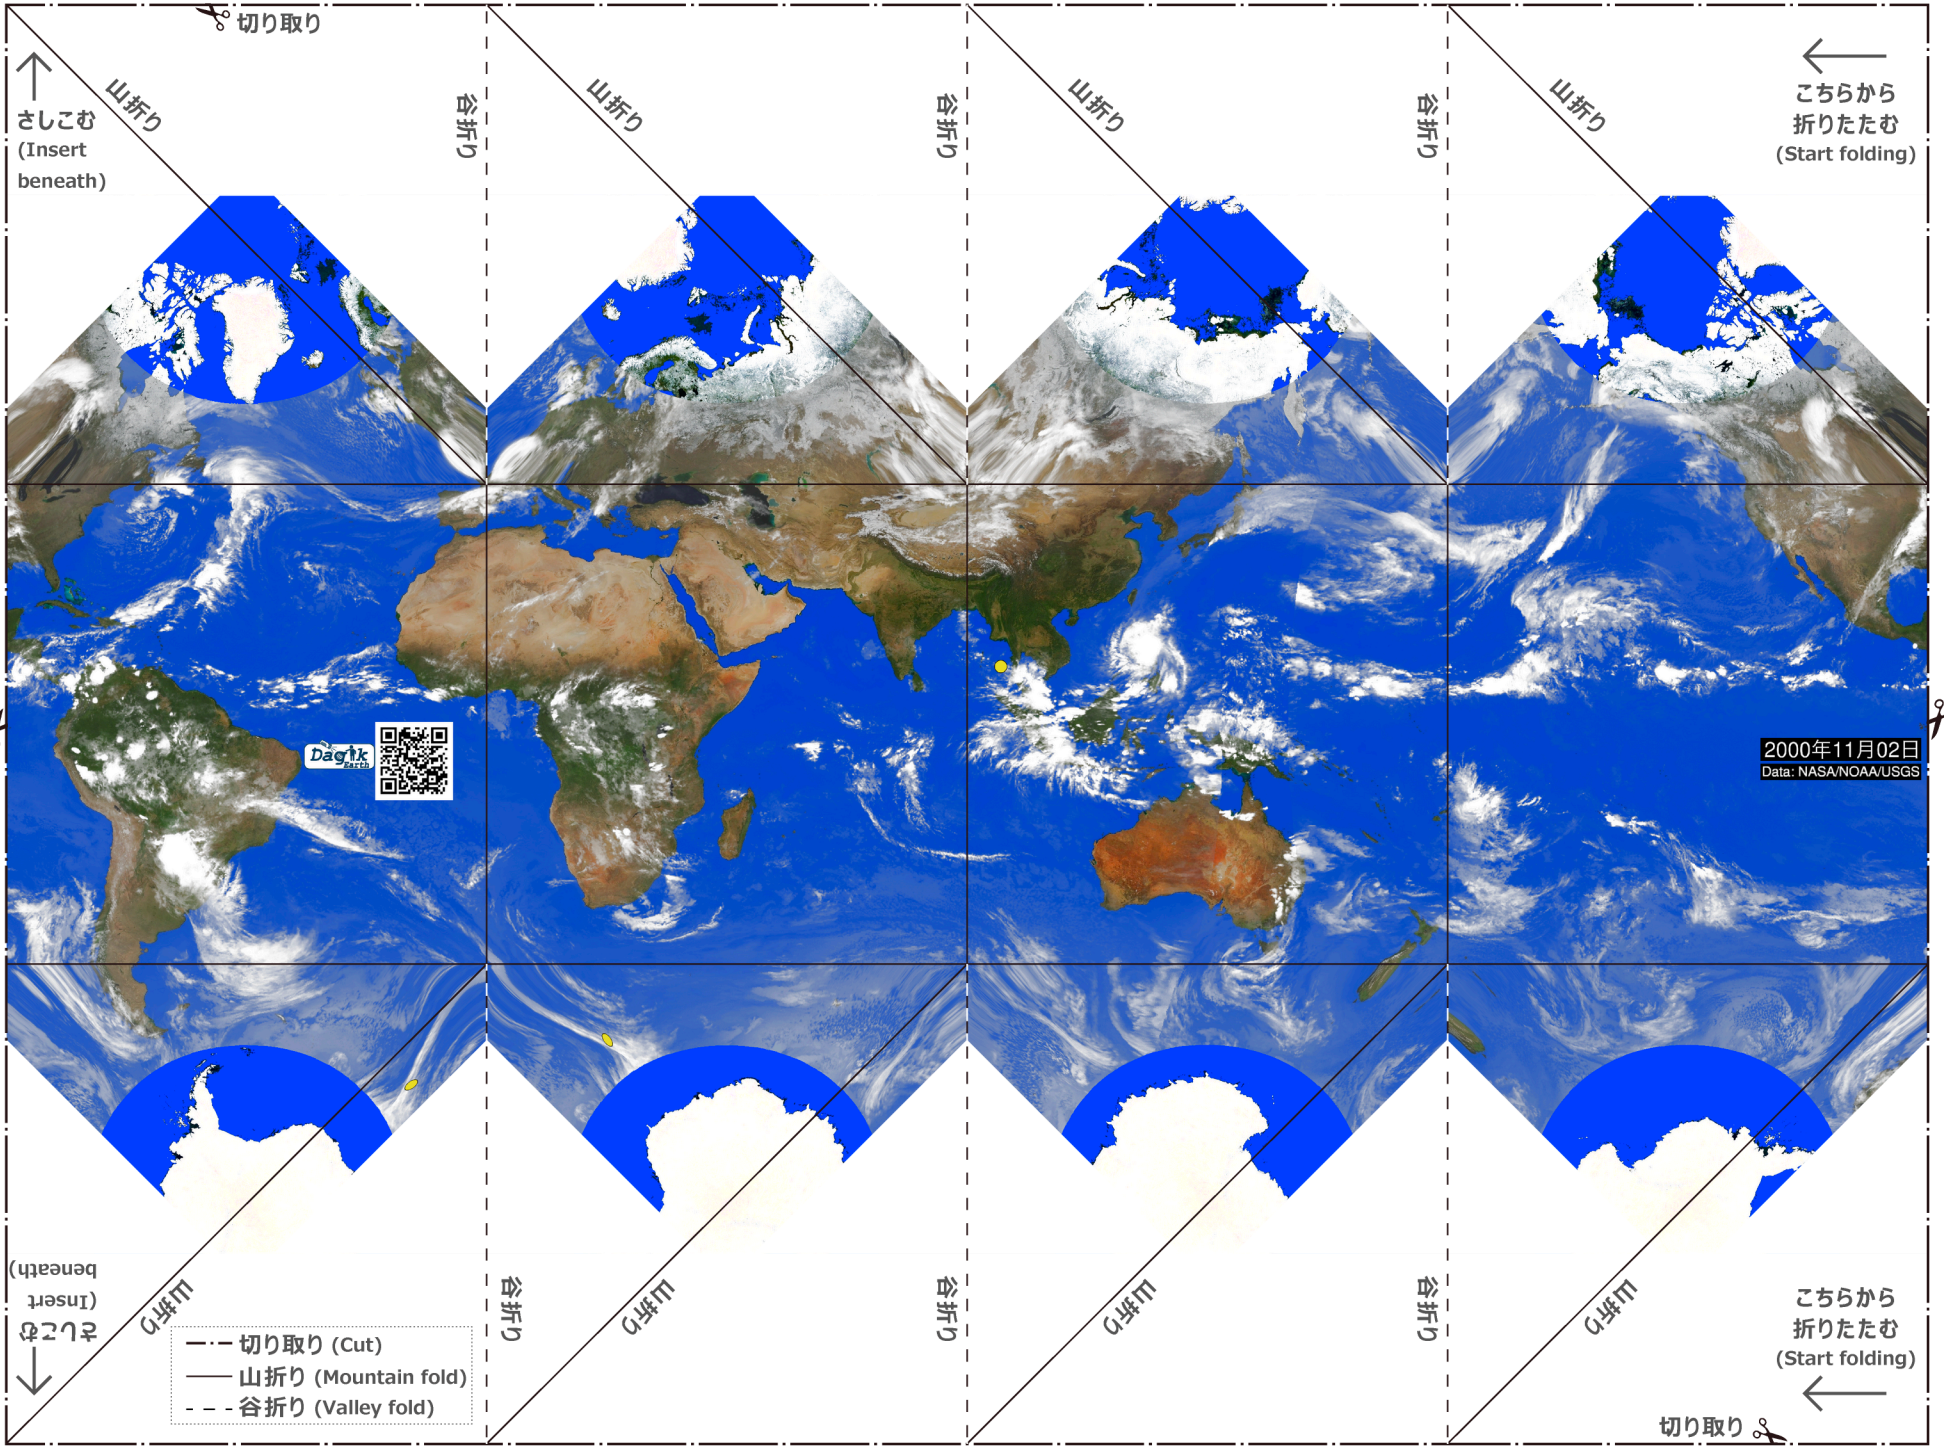 切り取り
山折り
谷折り
山折り
谷折り
山折り
谷折り
山折り
さしこむ
(Insert
beneath)
こちらから
折りたたむ
(Start folding)
Dagik
Earth
2000年11月02日
Data: NASA/NOAA/USGS
さしこむ
(Insert
beneath)
山折り
谷折り
山折り
谷折り
山折り
谷折り
山折り
こちらから
折りたたむ
(Start folding)
切り取り (Cut)
山折り (Mountain fold)
谷折り (Valley fold)
切り取り